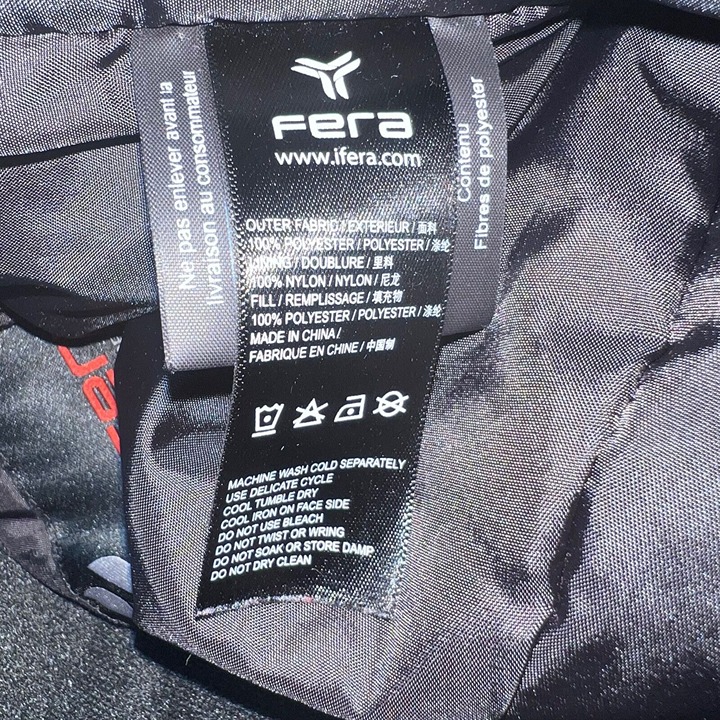 Ne pas enlever avant la
livraison au consommateur
Fera
www.ifera.com
Contenu
Fibres de polyester
OUTER FABRIC / EXTERIEUR / 面料
100% POLYESTER / POLYESTER / 涤纶
LINING / DOUBLURE / 里料
100% NYLON / NYLON / 尼龙
FILL / REMPLISSAGE / 填充物
100% POLYESTER / POLYESTER / 涤纶
MADE IN CHINA /
FABRIQUE EN CHINE / 中国制
MACHINE WASH COLD SEPARATELY
USE DELICATE CYCLE
COOL TUMBLE DRY
COOL IRON ON FACE SIDE
DO NOT USE BLEACH
DO NOT TWIST OR WRING
DO NOT SOAK OR STORE DAMP
DO NOT DRY CLEAN